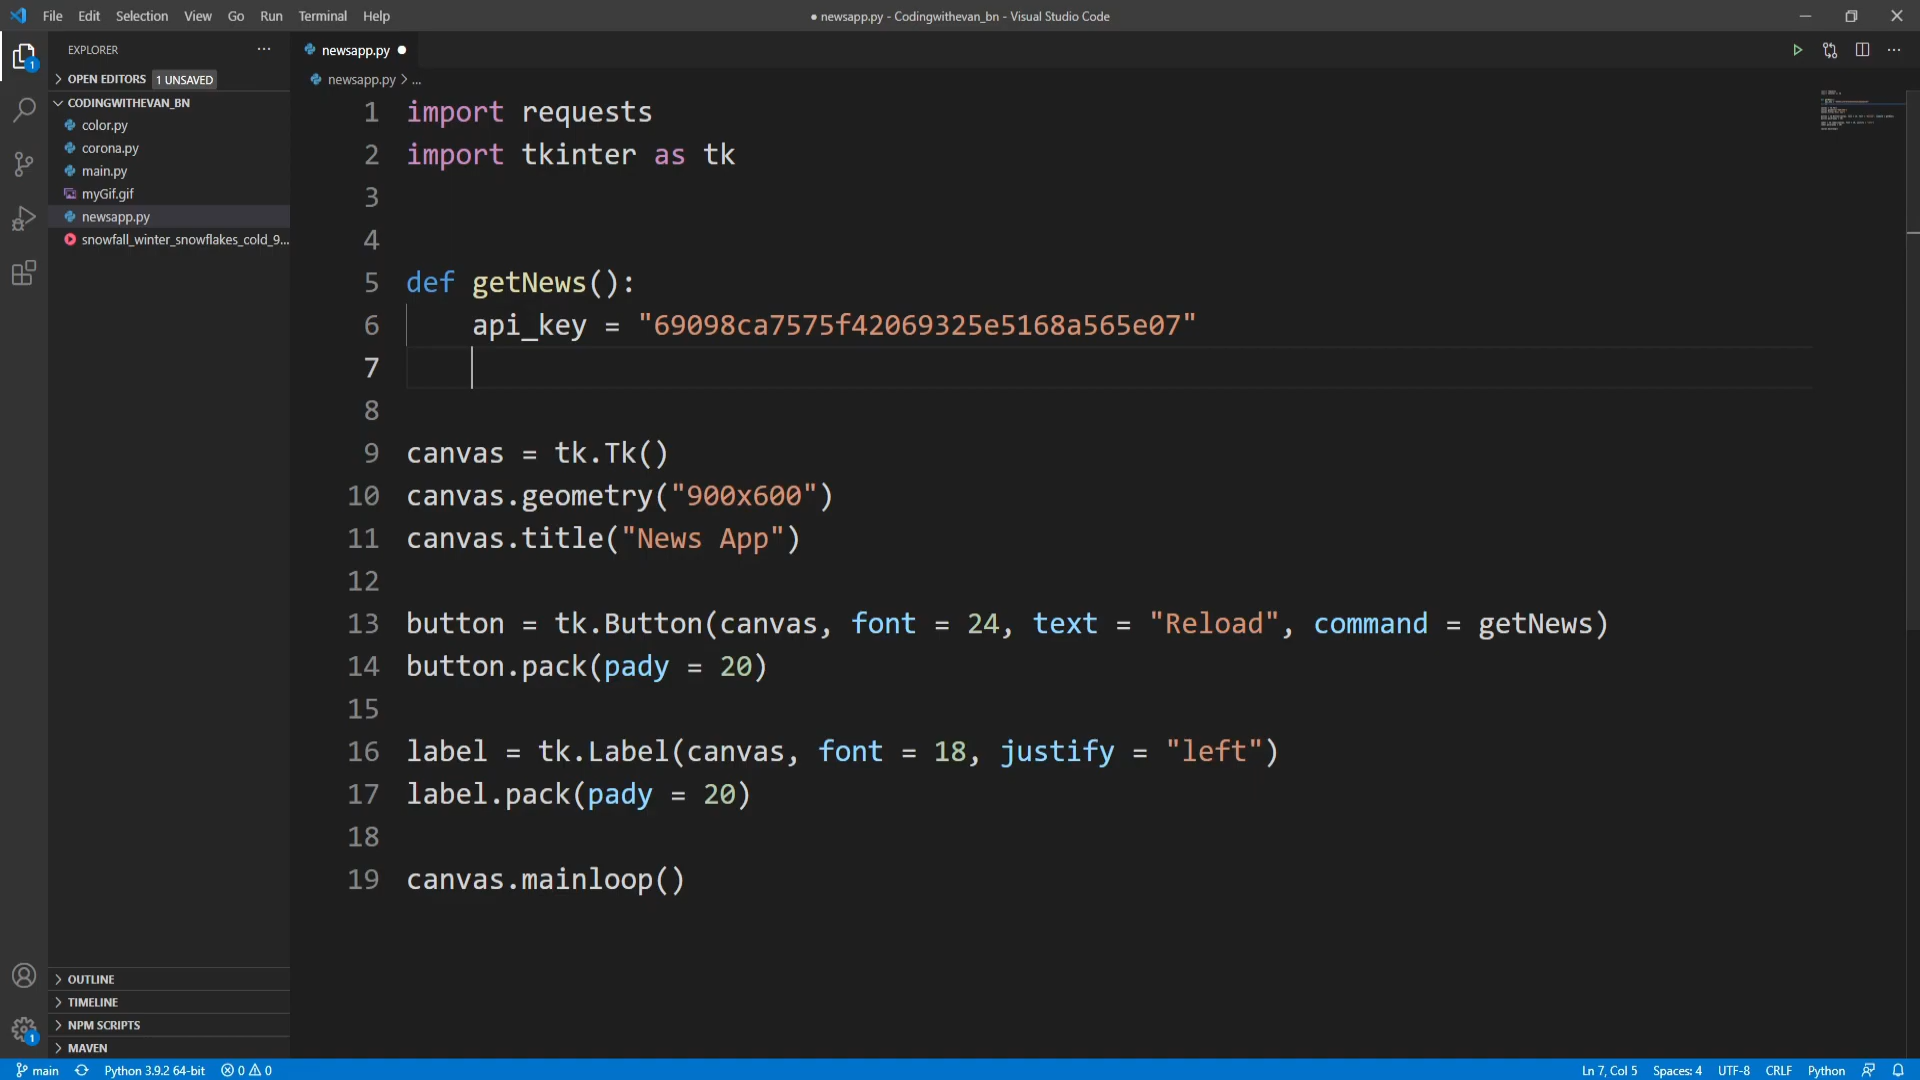 File Edit Selection View Go Run Terminal Help
● newsapp.py - Codingwithevan_bn - Visual Studio Code
EXPLORER
OPEN EDITORS 1 UNSAVED
CODINGWITHEVAN_BN
color.py
corona.py
main.py
myGif.gif
newsapp.py
snowfall_winter_snowflakes_cold_9...
OUTLINE
TIMELINE
NPM SCRIPTS
MAVEN
newsapp.py
newsapp.py > ...
1 import requests
2 import tkinter as tk
3
4
5 def getNews():
6 api_key = "69098ca7575f42069325e5168a565e07"
7
8
9 canvas = tk.Tk()
10 canvas.geometry("900x600")
11 canvas.title("News App")
12
13 button = tk.Button(canvas, font = 24, text = "Reload", command = getNews)
14 button.pack(pady = 20)
15
16 label = tk.Label(canvas, font = 18, justify = "left")
17 label.pack(pady = 20)
18
19 canvas.mainloop()
1
1
main Python 3.9.2 64-bit 0 0 Ln 7, Col 5 Spaces: 4 UTF-8 CRLF Python